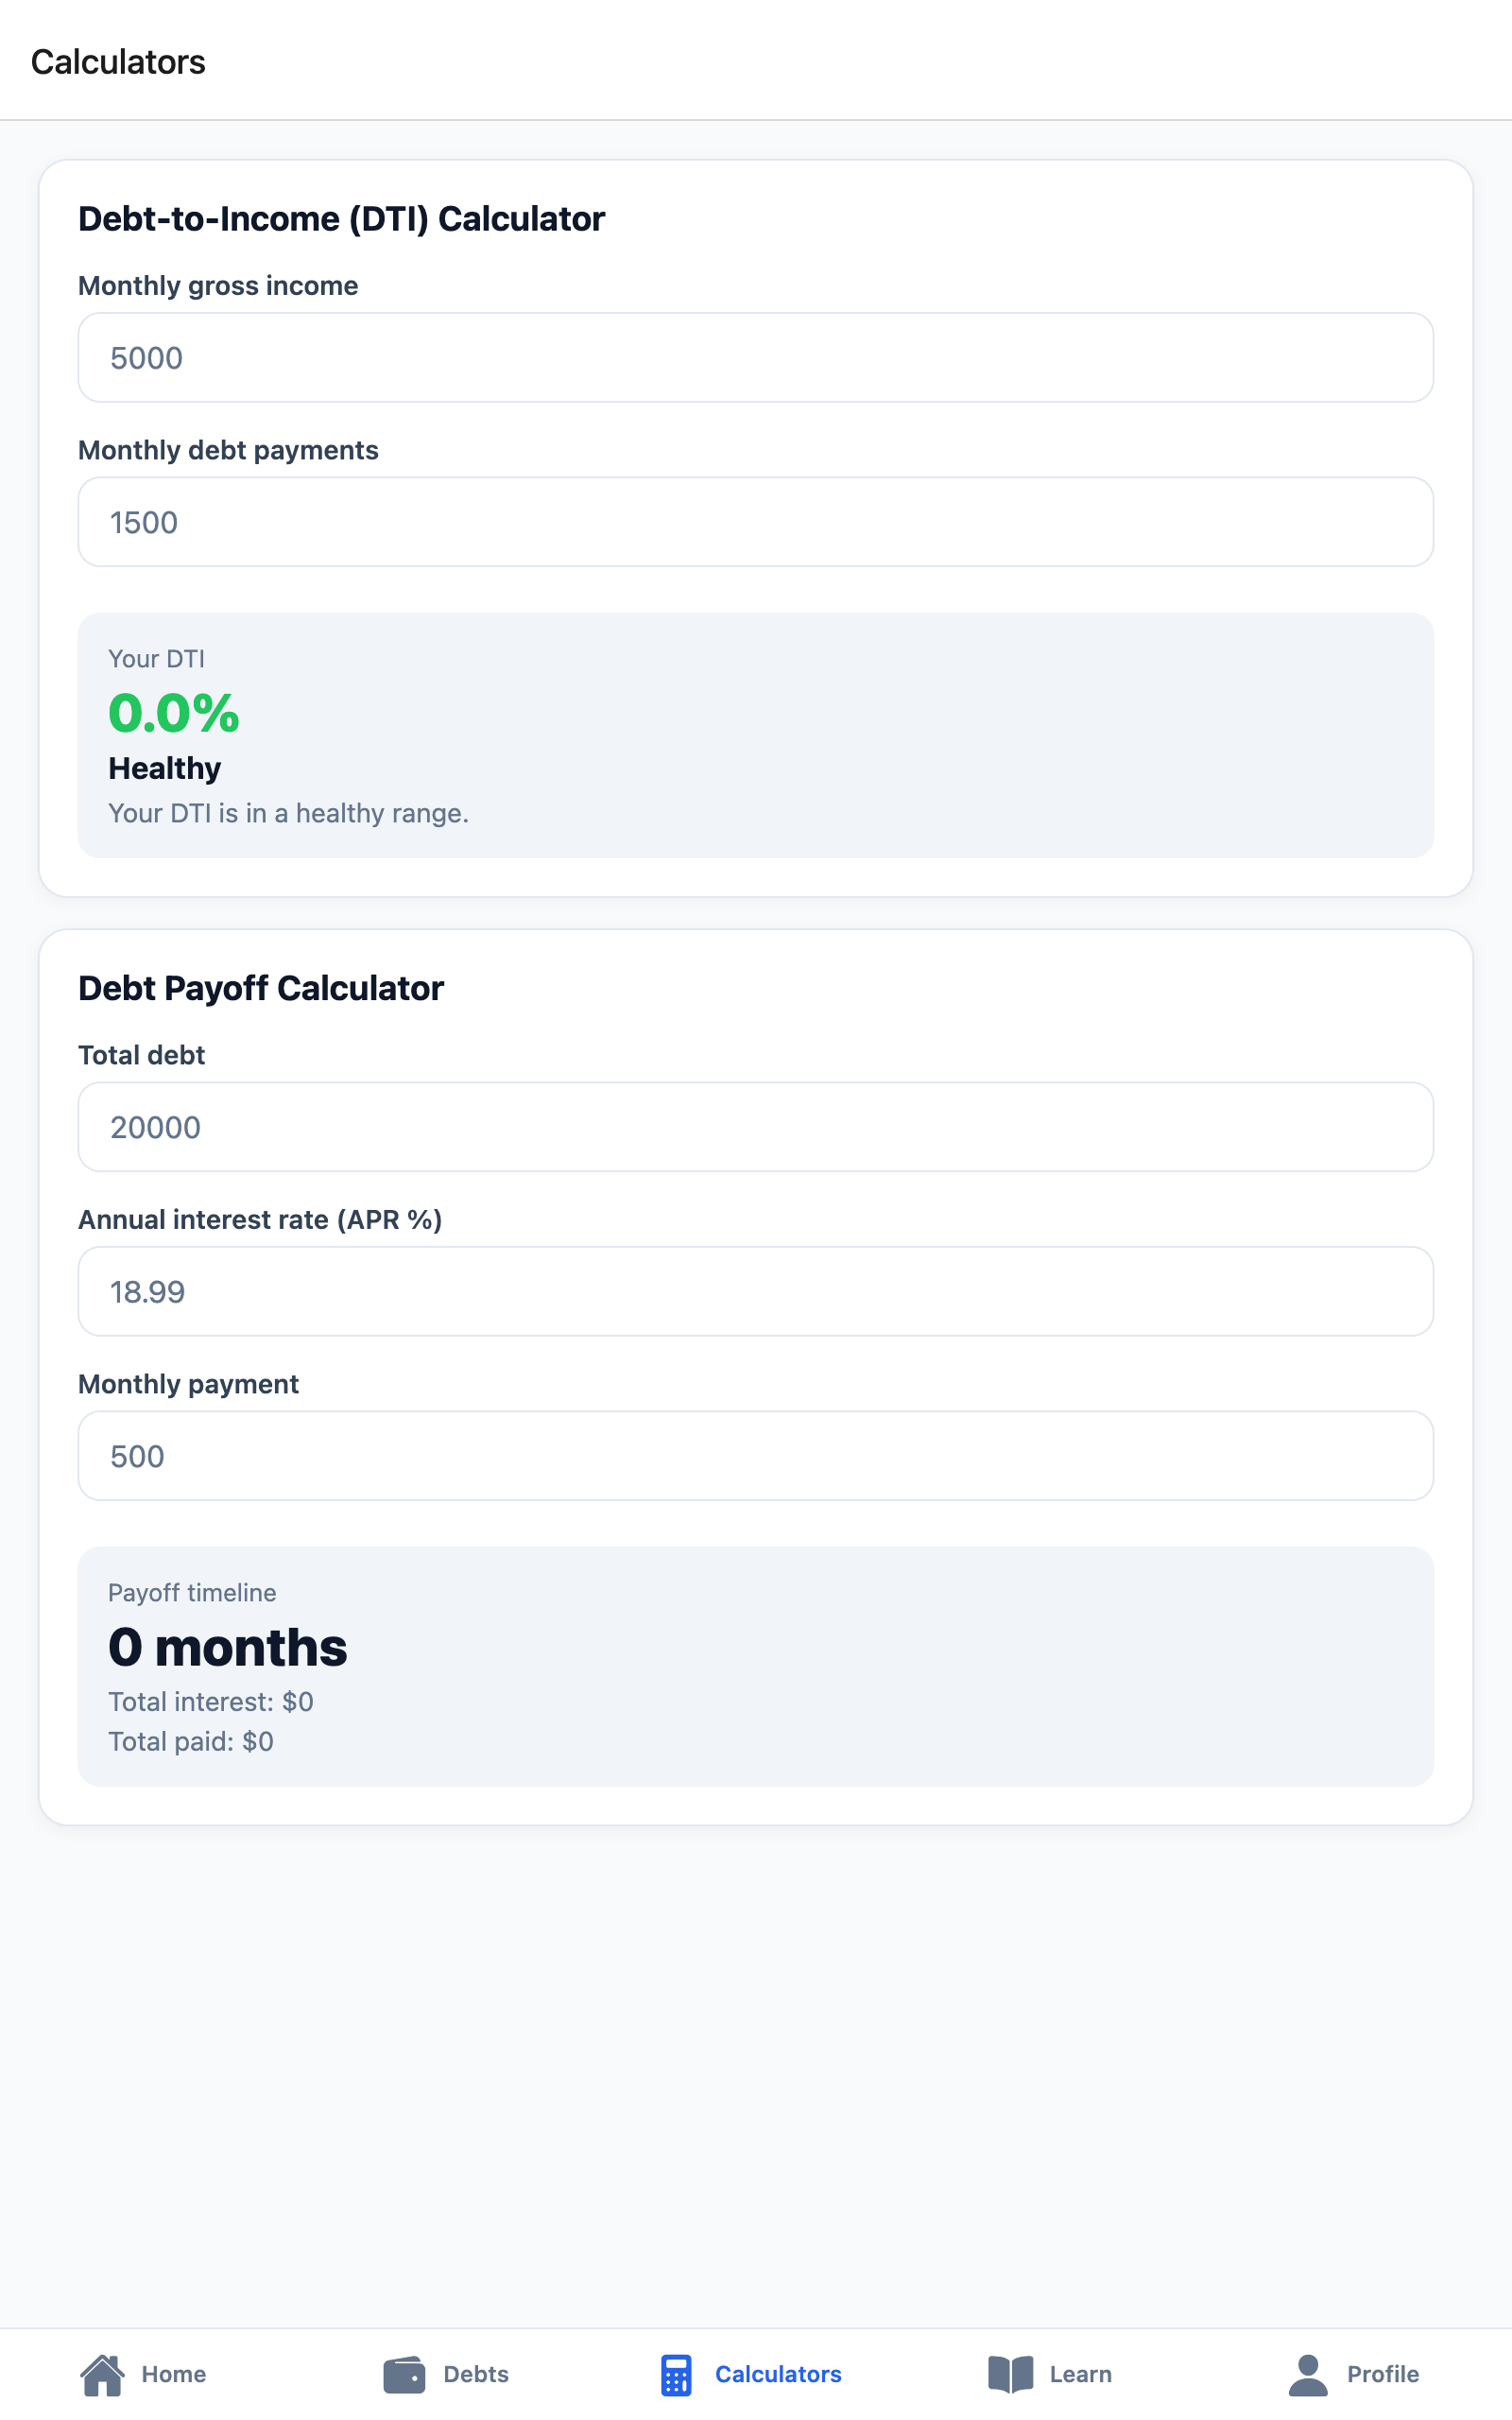 Calculators
Debt-to-Income (DTI) Calculator
Monthly gross income
5000
Monthly debt payments
1500
Your DTI
0.0%
Healthy
Your DTI is in a healthy range.
Debt Payoff Calculator
Total debt
20000
Annual interest rate (APR %)
18.99
Monthly payment
500
Payoff timeline
0 months
Total interest: $0
Total paid: $0
Home Debts Calculators Learn Profile